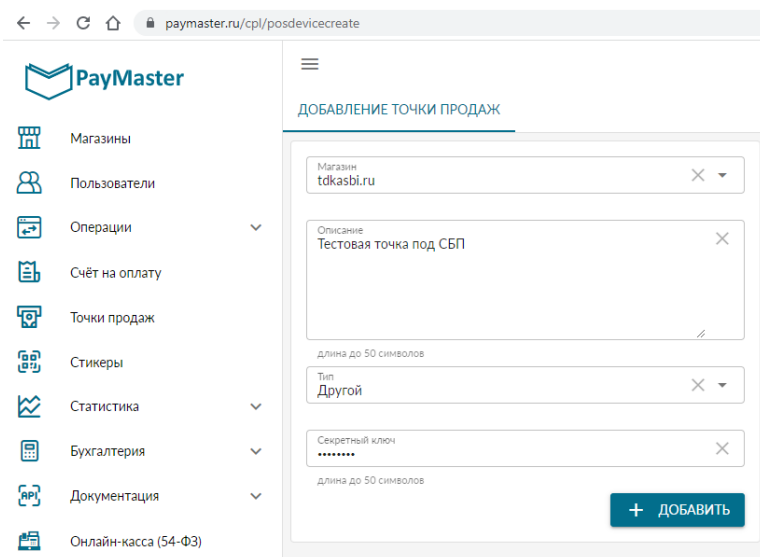 paymaster.ru/cpl/posdevicecreate
PayMaster
Магазины
Пользователи
Операции
Счёт на оплату
Точки продаж
Стикеры
Статистика
Бухгалтерия
API
Документация
Онлайн-касса (54-ФЗ)
ДОБАВЛЕНИЕ ТОЧКИ ПРОДАЖ
Магазин
tdkasbi.ru
Описание
Тестовая точка под СБП
длина до 50 символов
Тип
Другой
Секретный ключ
••••••••
длина до 50 символов
+ ДОБАВИТЬ